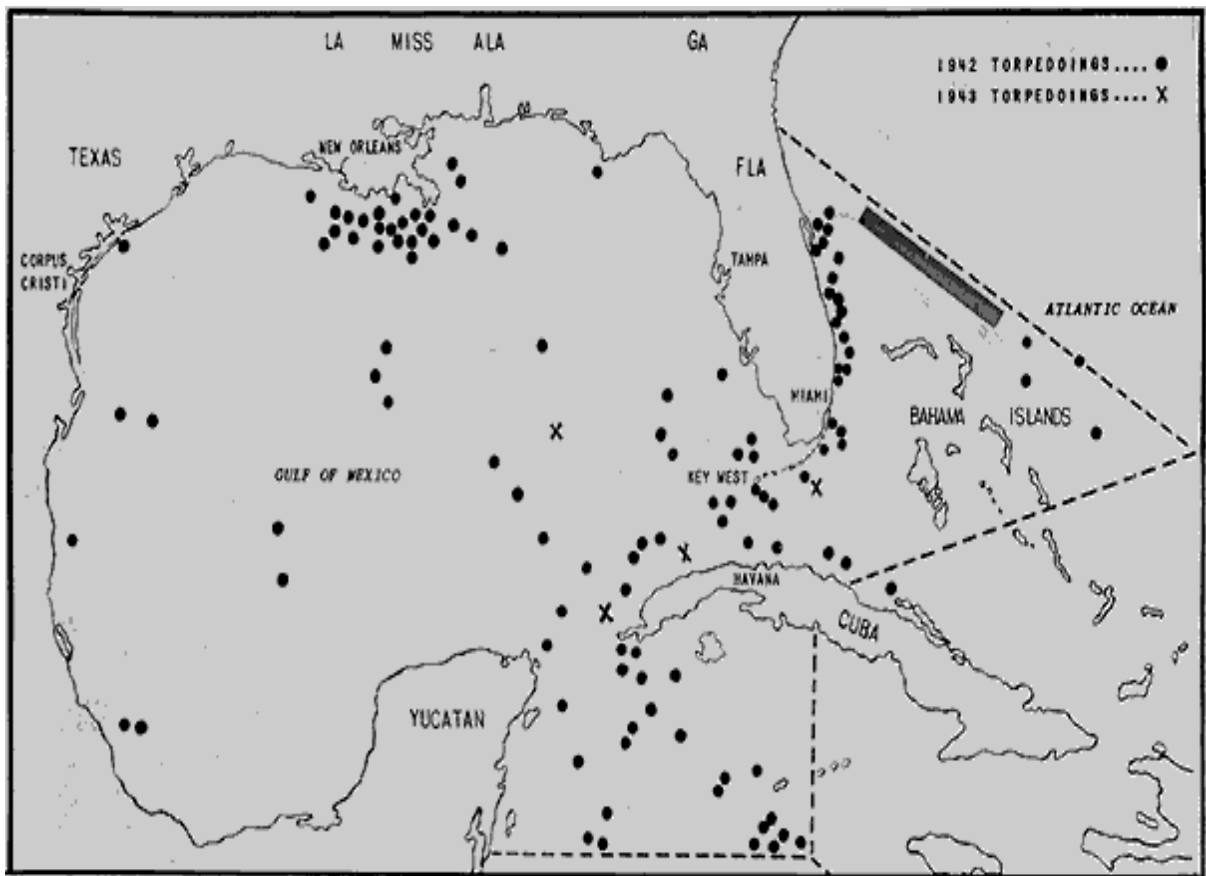 LA MISS ALA GA
1942 TORPEDOINGS.... ●
1943 TORPEDOINGS.... X
TEXAS
NEW ORLEANS
FLA
CORPUS
CRISTI
TAMPA
ATLANTIC OCEAN
MIAMI
BAHAMA ISLANDS
GULF OF MEXICO
KEY WEST
HAVANA
CUBA
YUCATAN